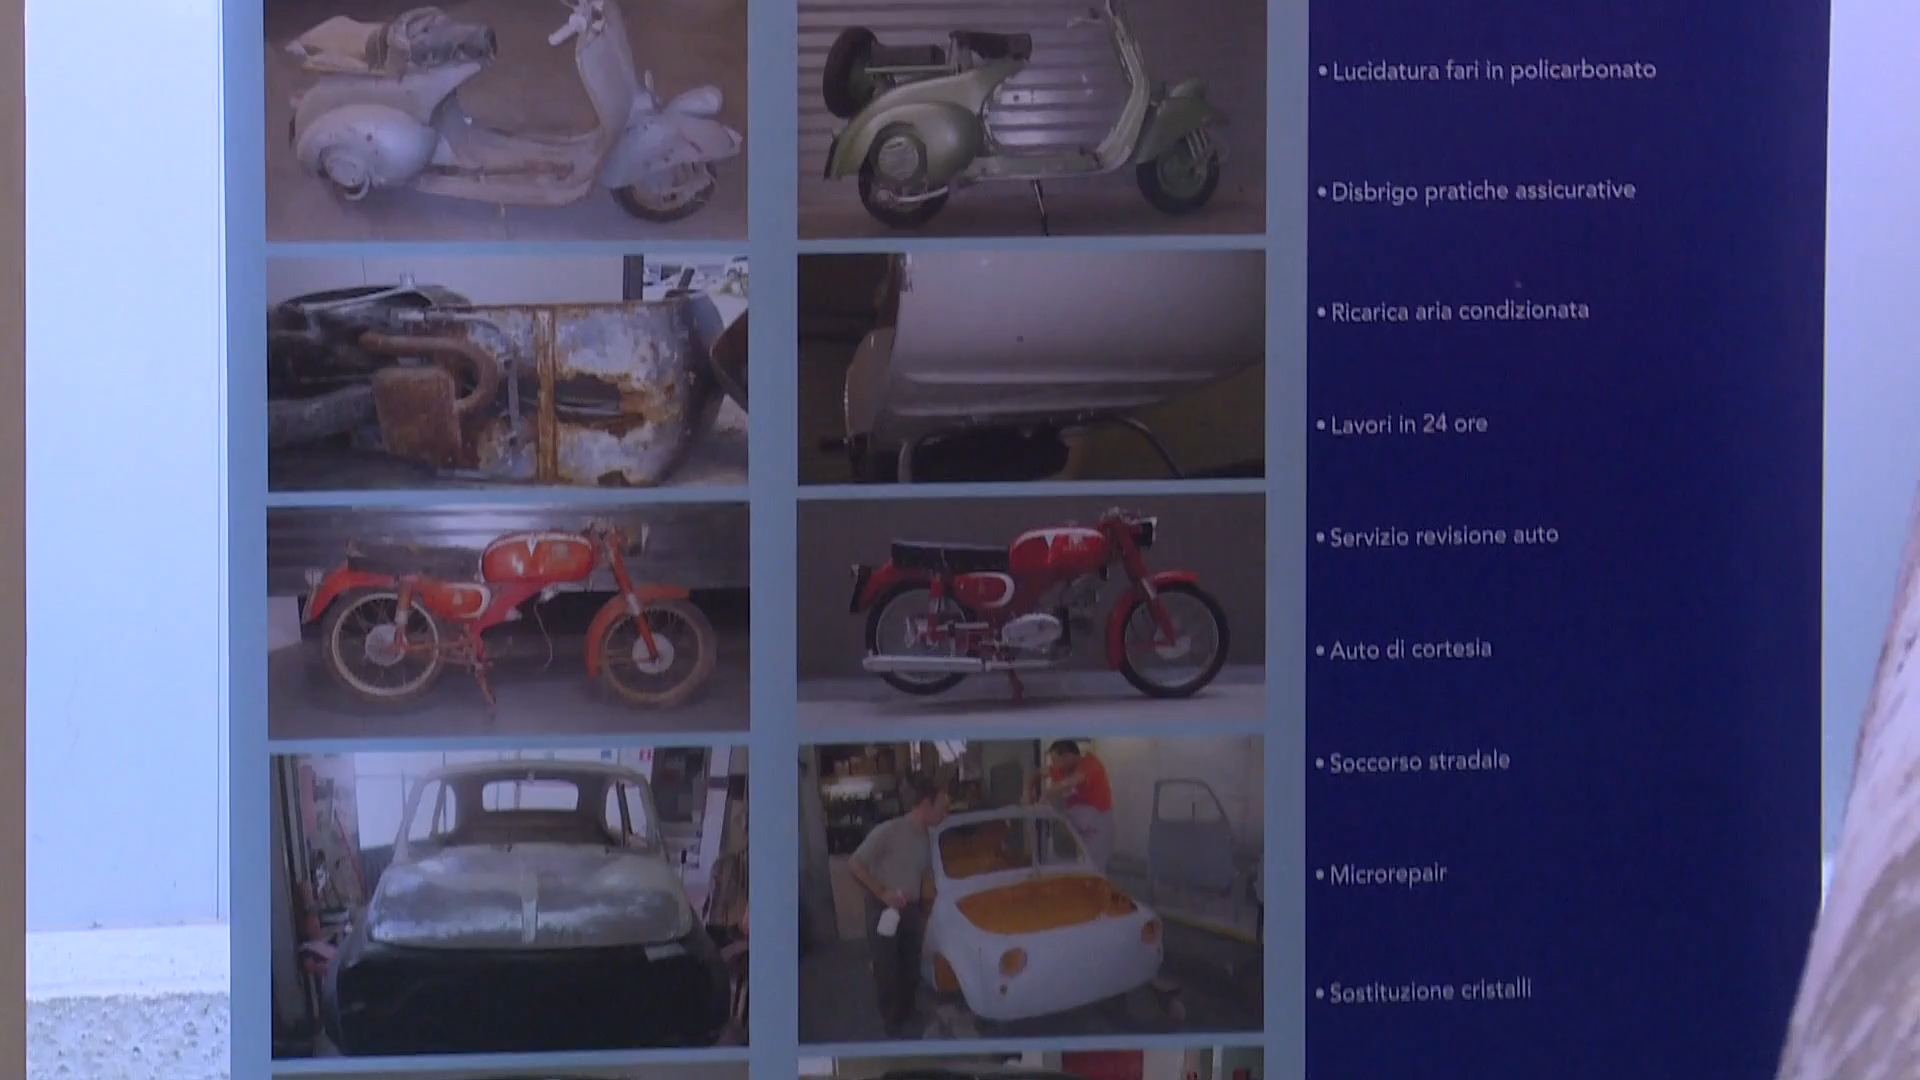 • Lucidatura fari in policarbonato
• Disbrigo pratiche assicurative
• Ricarica aria condizionata
• Lavori in 24 ore
• Servizio revisione auto
• Auto di cortesia
• Soccorso stradale
• Microrepair
• Sostituzione cristalli